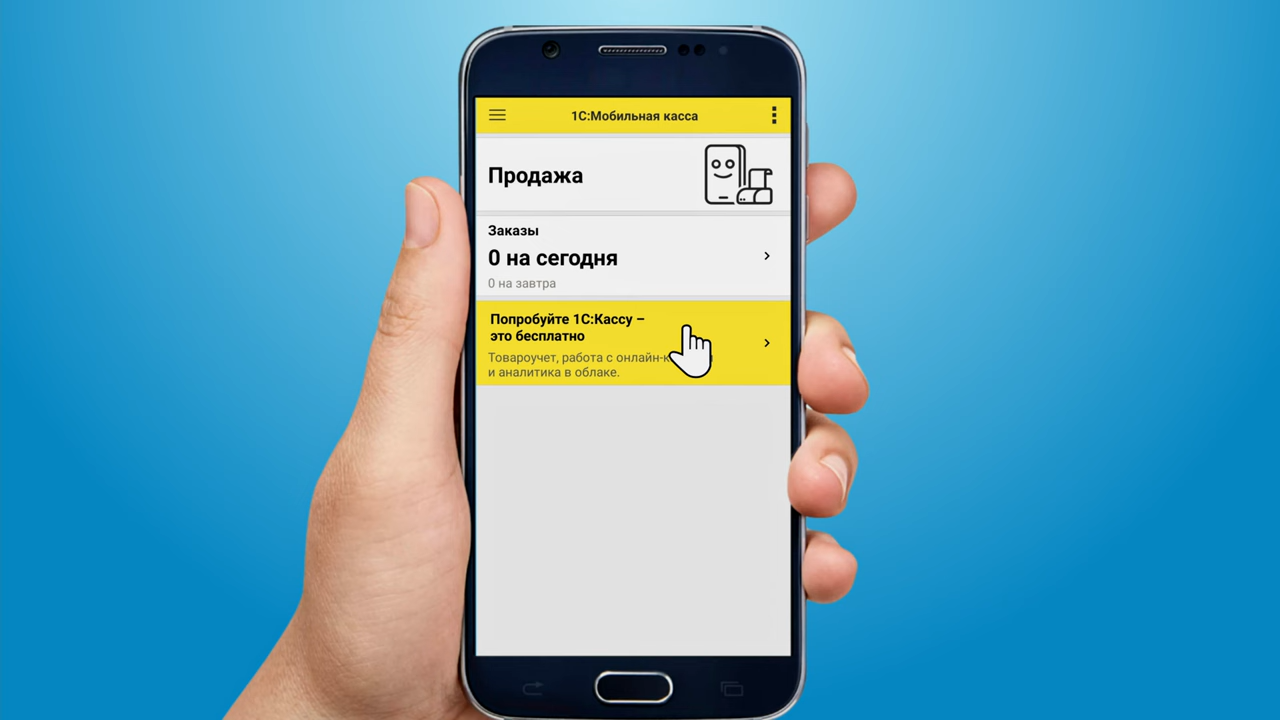 1С:Мобильная касса
Продажа
Заказы
0 на сегодня
0 на завтра
Попробуйте 1С:Кассу –
это бесплатно
Товароучет, работа с онлайн-к
и аналитика в облаке.